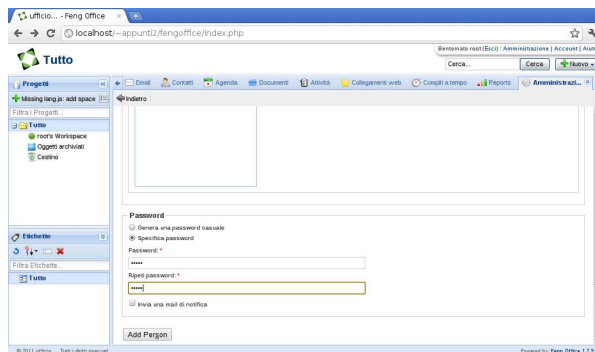 ufficio... - Feng Office
localhost/~appunti2/fengoffice/index.php
Bentornato root (Esci) : Amministrazione | Account | Aiuto
Tutto
Cerca...
Cerca
Nuovo
Progetti
Email
Contatti
Agenda
Documenti
Attività
Collegamenti web
Compiti a tempo
Reports
Amministrazi...
Missing lang.js: add space
Indietro
Filtra i Progetti...
Tutto
root's Workspace
Oggetti archiviati
Cestino
Password
Genera una password casuale
Specifica password
Password: *
•••••
Ripeti password: *
•••••
Invia una mail di notifica
Add Person
Etichette
Filtra Etichette...
Tutto
© 2011 ufficio. Tutti i diritti riservati
Powered by Feng Office 1.7.5